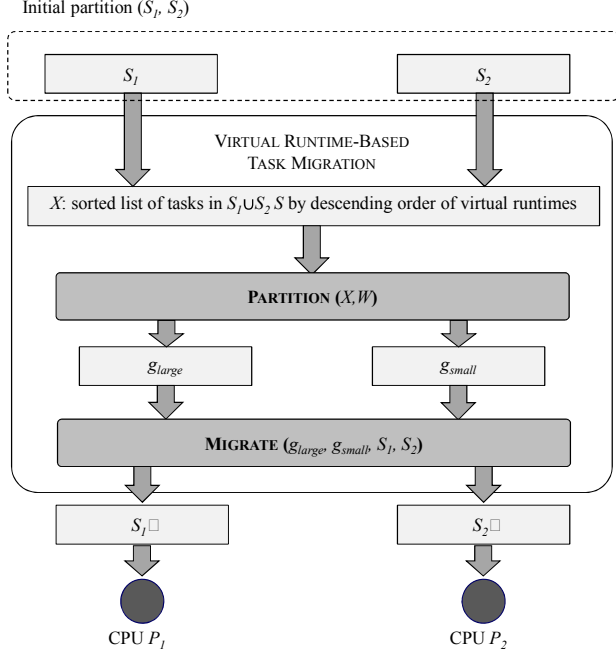 Initial partition (S1, S2)
S1
S2
VIRTUAL RUNTIME-BASED
TASK MIGRATION
X: sorted list of tasks in S1∪S2 S by descending order of virtual runtimes
PARTITION (X,W)
glarge
gsmall
MIGRATE (glarge, gsmall, S1, S2)
S1□
S2□
CPU P1
CPU P2